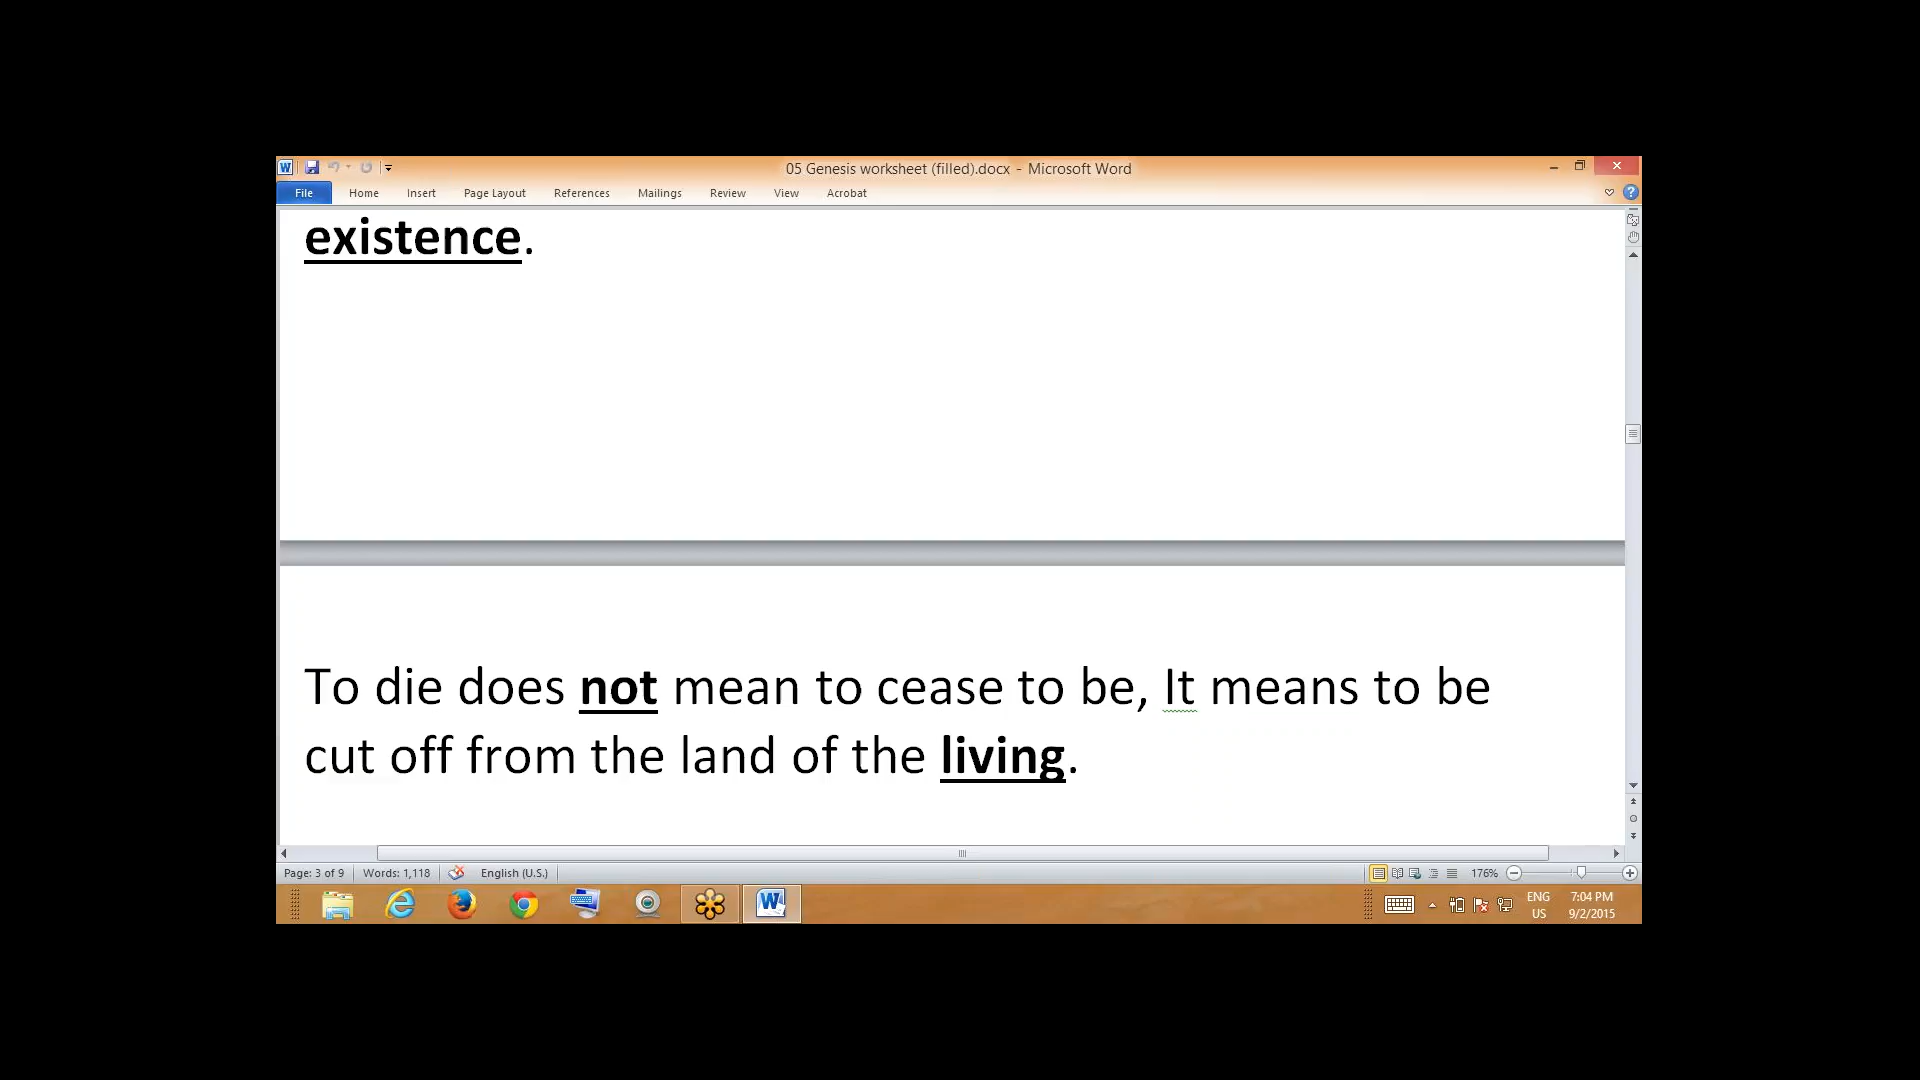 05 Genesis worksheet (filled).docx - Microsoft Word
File Home Insert Page Layout References Mailings Review View Acrobat
existence.
To die does not mean to cease to be, It means to be
cut off from the land of the living.
Page: 3 of 9 Words: 1,118 English (U.S.) 176%
ENG 7:04 PM
US 9/2/2015